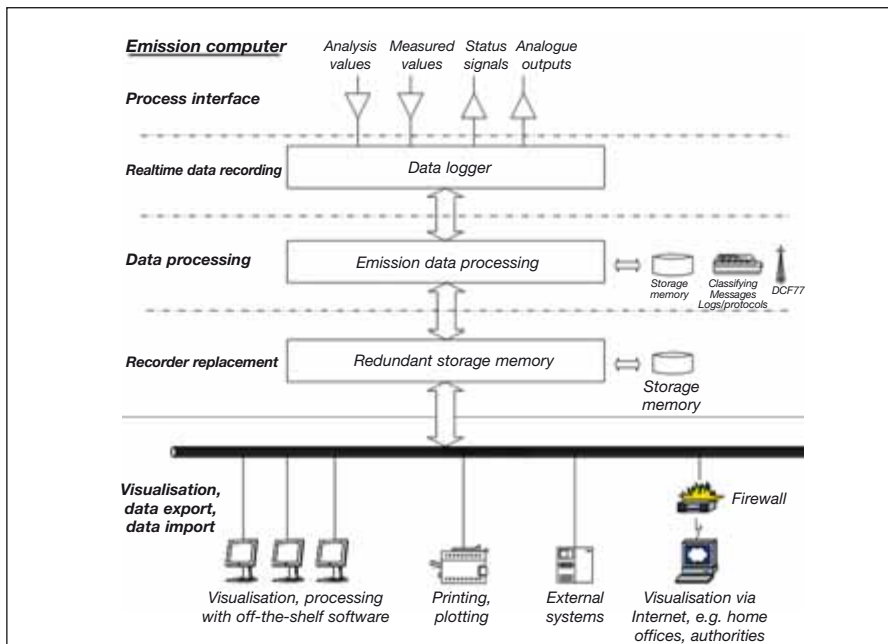 Emission computer
Analysis values
Measured values
Status signals
Analogue outputs
Process interface
Realtime data recording
Data logger
Data processing
Emission data processing
Storage memory
Classifying
Messages
Logs/protocols
DCF77
Recorder replacement
Redundant storage memory
Storage
memory
Visualisation,
data export,
data import
Firewall
Visualisation, processing
with off-the-shelf software
Printing,
plotting
External
systems
Visualisation via
Internet, e.g. home
offices, authorities